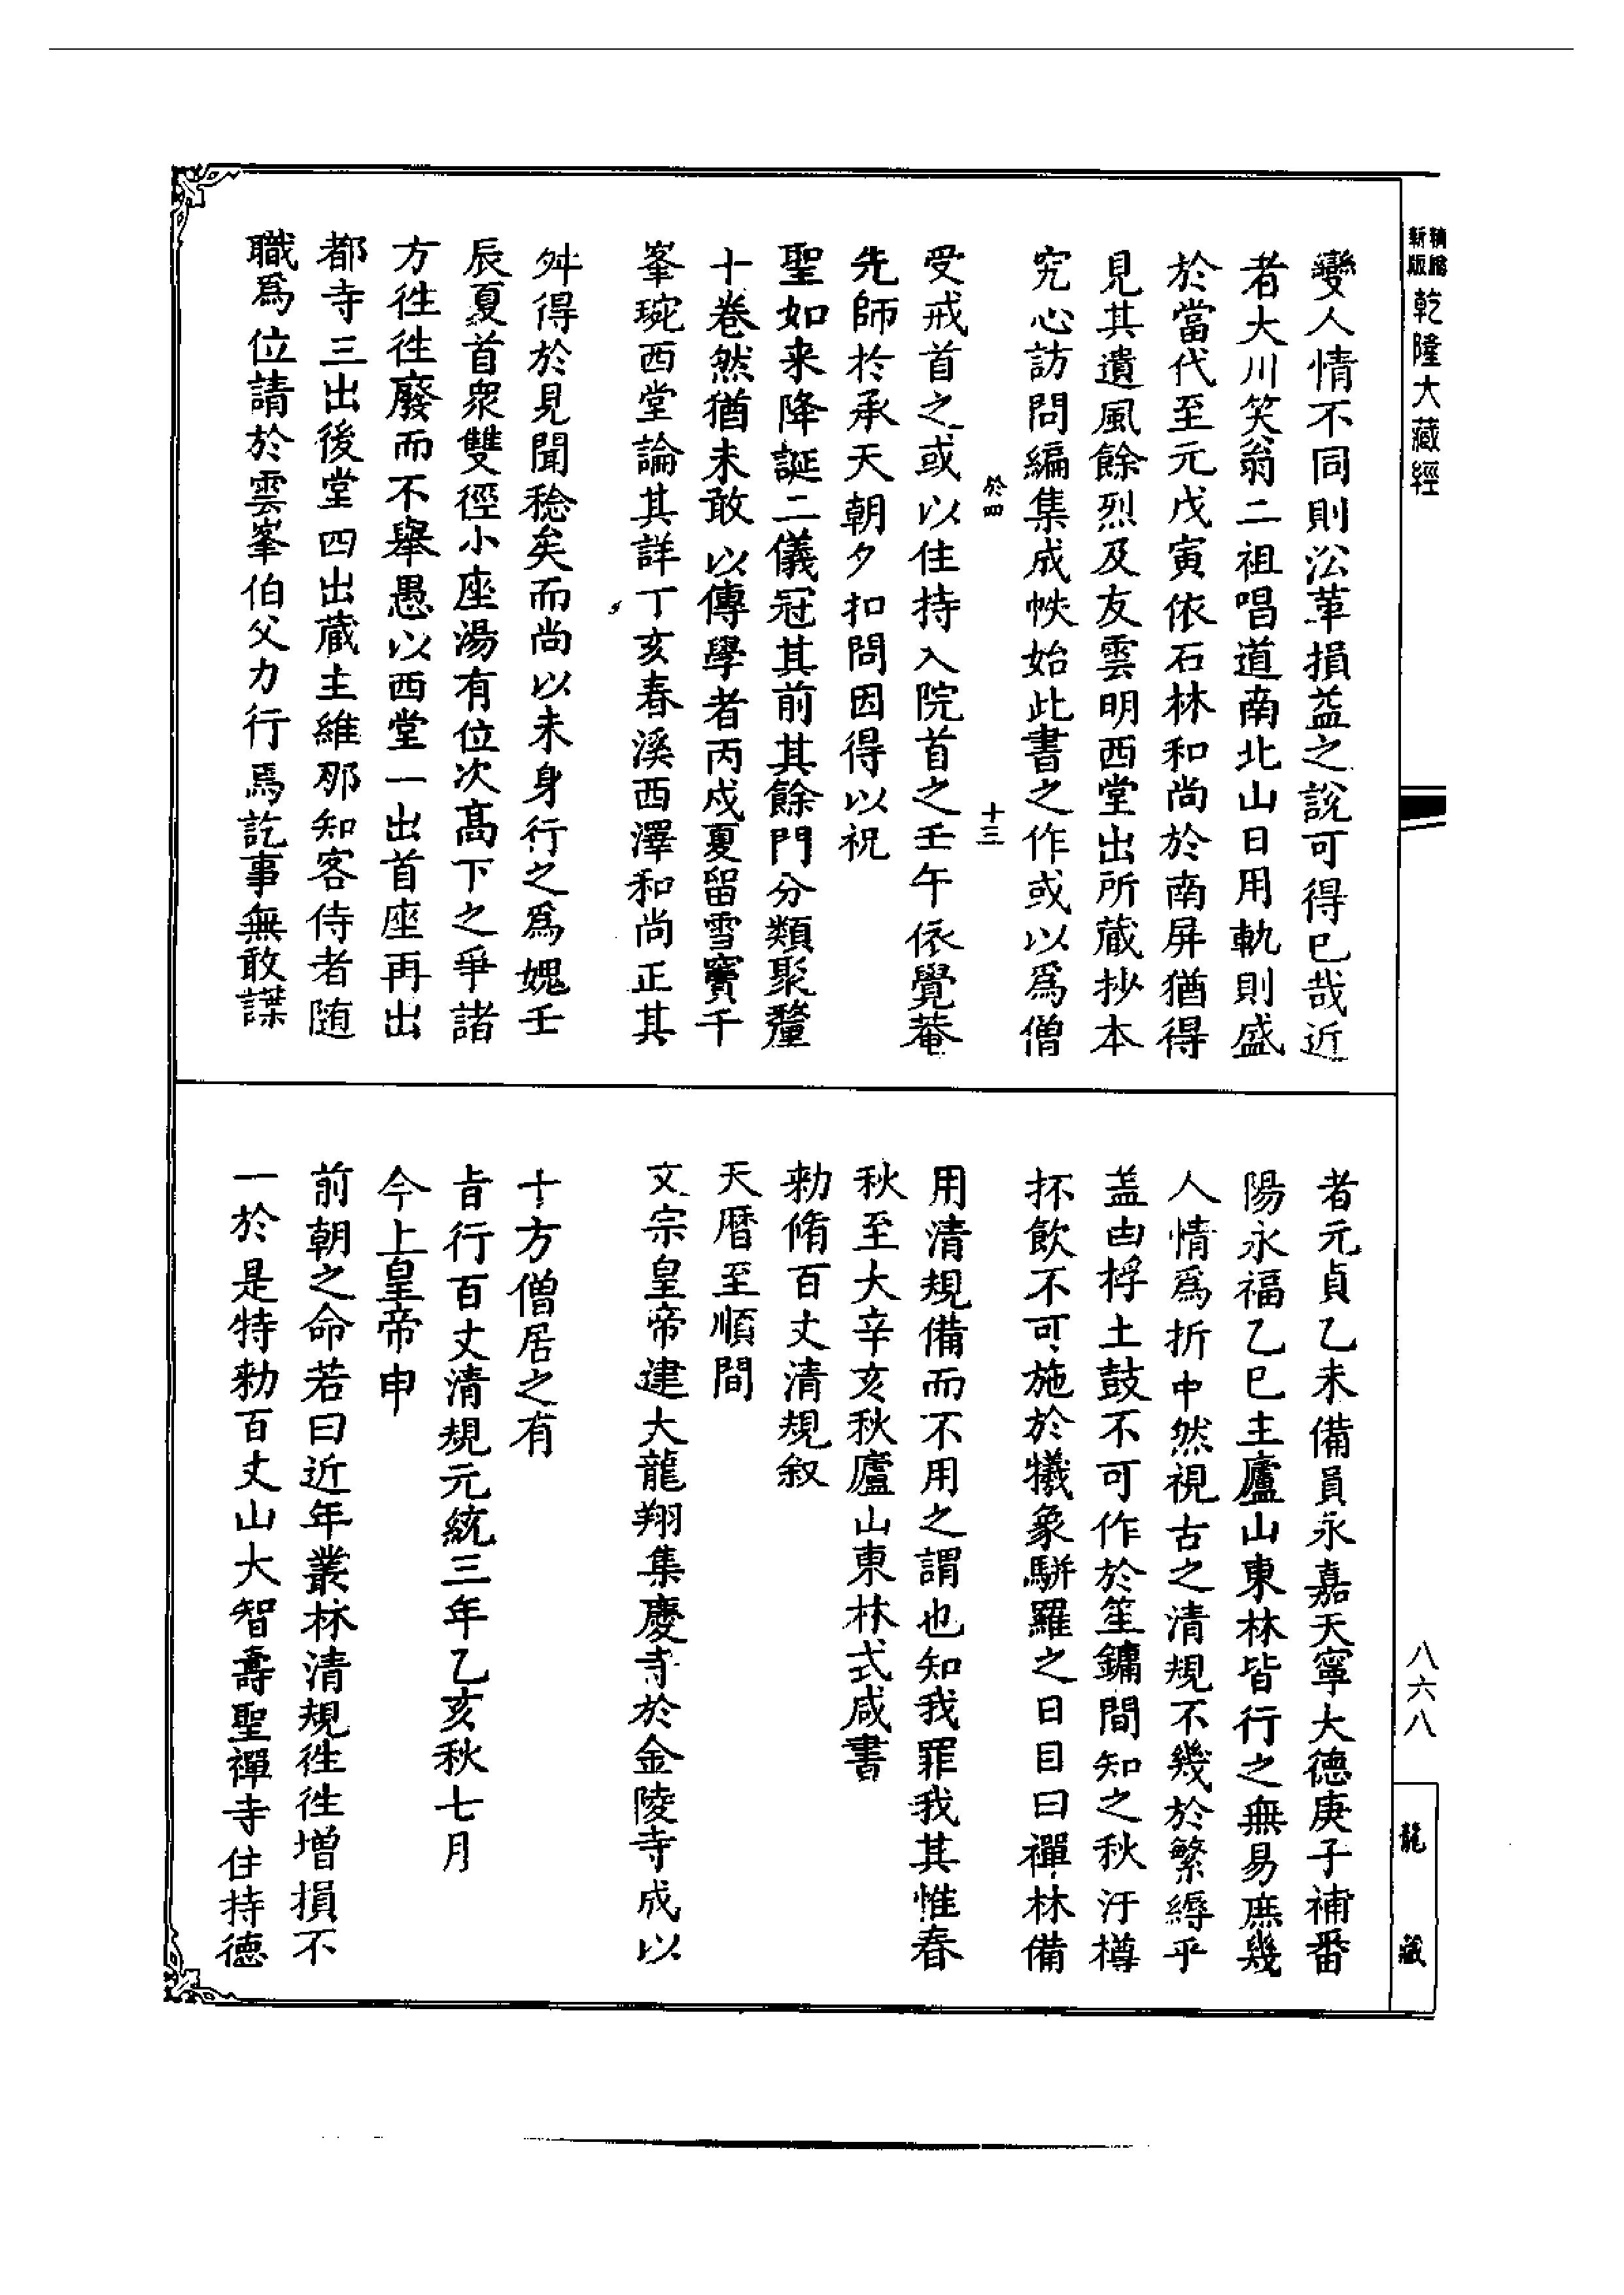 精縮新版乾隆大藏經
變人情不同則㳂革損益之說可得已哉近
者大川笑翁二祖唱道南北山日用軌則盛
於當代至元戊寅依石林和尚於南屏猶得
見其遺風餘烈及友雲明西堂出所蔵抄本
究心訪問編集成帙始此書之作或以爲僧
於四
十三
受戒首之或以住持入院首之壬午依覺菴
先師扵承天朝夕扣問因得以祝
聖如来降誕二儀冠其前其餘門分類聚釐
十卷然猶未敢以傳學者丙戍夏留雪竇千
峯琬西堂論其詳丁亥春溪西澤和尚正其
舛得於見聞稔矣而尚以未身行之爲媿壬
辰夏首衆雙徑小座湯有位次髙下之爭諸
方徃徃廢而不舉愚以西堂一出首座再出
都寺三出後堂四出蔵主維那知客侍者随
職爲位請於雲峯伯父力行焉訖事無敢譁
者元貞乙未備員永嘉天寧大德庚子補番
陽永福乙巳主廬山東林皆行之無易庶幾
人情爲折中然視古之清規不幾於繁縟乎
盖甶桴土鼓不可作於笙鏞間知之秋汙樽
抔飲不可施於犧象駢羅之日目曰禪林備
用清規備而不用之謂也知我罪我其惟春
秋至大辛亥秋廬山東林弌咸書
勑脩百丈清規叙
天曆至順間
文宗皇帝建大龍翔集慶寺於金陵寺成以
十方僧居之有
旨行百丈清規元統三年乙亥秋七月
今上皇帝申
前朝之命若曰近年叢林清規徃徃增損不
一於是特勑百丈山大智壽聖禪寺住持德
八六八
龍藏